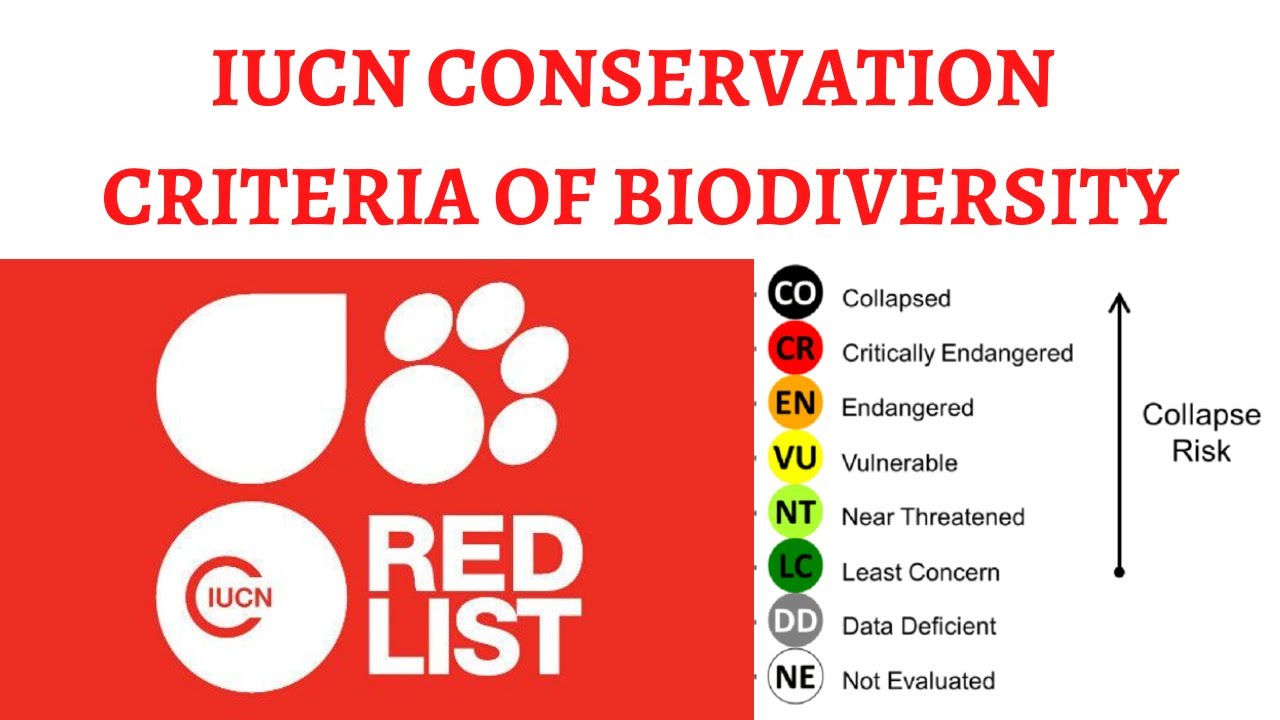 IUCN CONSERVATION
CRITERIA OF BIODIVERSITY
IUCN
RED
LIST
CO Collapsed
CR Critically Endangered
EN Endangered
VU Vulnerable
NT Near Threatened
LC Least Concern
DD Data Deficient
NE Not Evaluated
Collapse
Risk